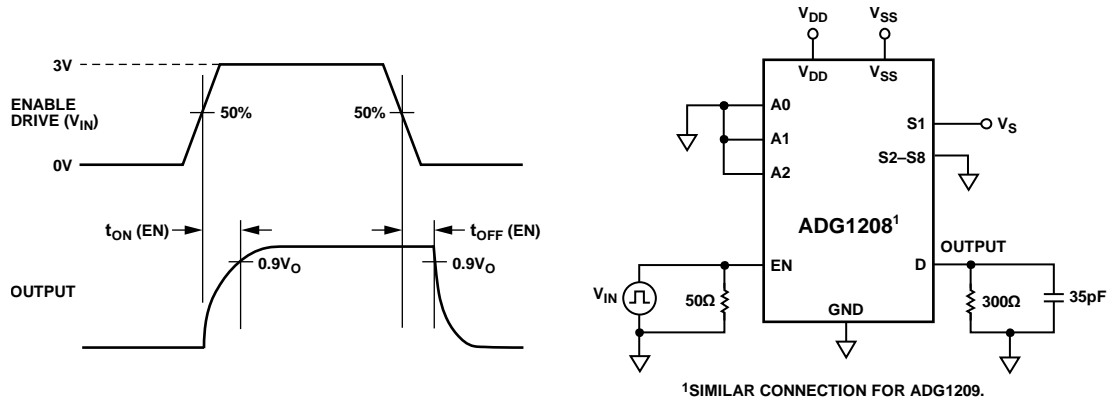 3V
ENABLE
DRIVE (VIN)
50%
50%
0V
tON (EN)
tOFF (EN)
0.9VO
0.9VO
OUTPUT
VDD
VSS
VDD
VSS
A0
A1
A2
S1
VS
S2–S8
ADG1208¹
OUTPUT
EN
D
VIN
50Ω
300Ω
35pF
GND
¹SIMILAR CONNECTION FOR ADG1209.